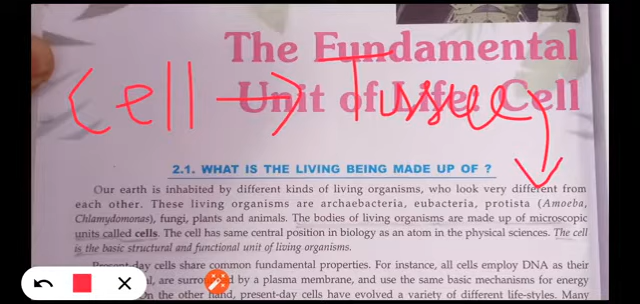 The Fundamental
Unit of Life: Cell
Cell → Tissue
2.1. WHAT IS THE LIVING BEING MADE UP OF ?
Our earth is inhabited by different kinds of living organisms, who look very different from
each other. These living organisms are archaebacteria, eubacteria, protista (Amoeba,
Chlamydomonas), fungi, plants and animals. The bodies of living organisms are made up of microscopic
units called cells. The cell has same central position in biology as an atom in the physical sciences. The cell
is the basic structural and functional unit of living organisms.
Present-day cells share common fundamental properties. For instance, all cells employ DNA as their
are surrounded by a plasma membrane, and use the same basic mechanisms for energy
On the other hand, present-day cells have evolved a variety of different life-styles. Many